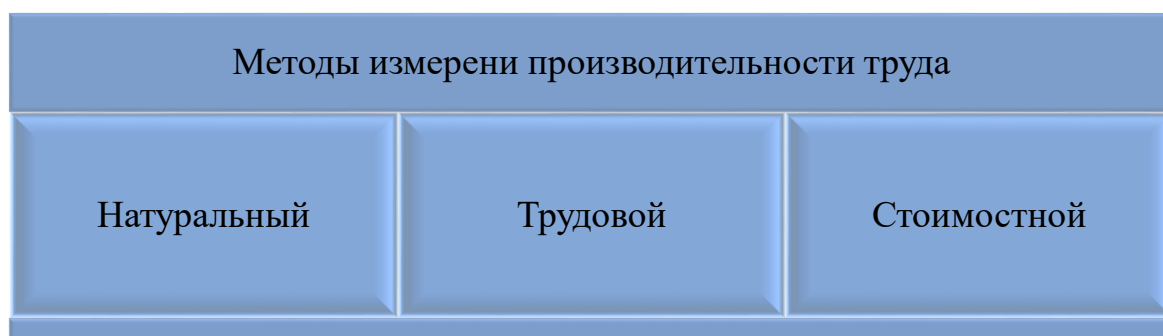 Методы измерени производительности труда
Натуральный
Трудовой
Стоимостной